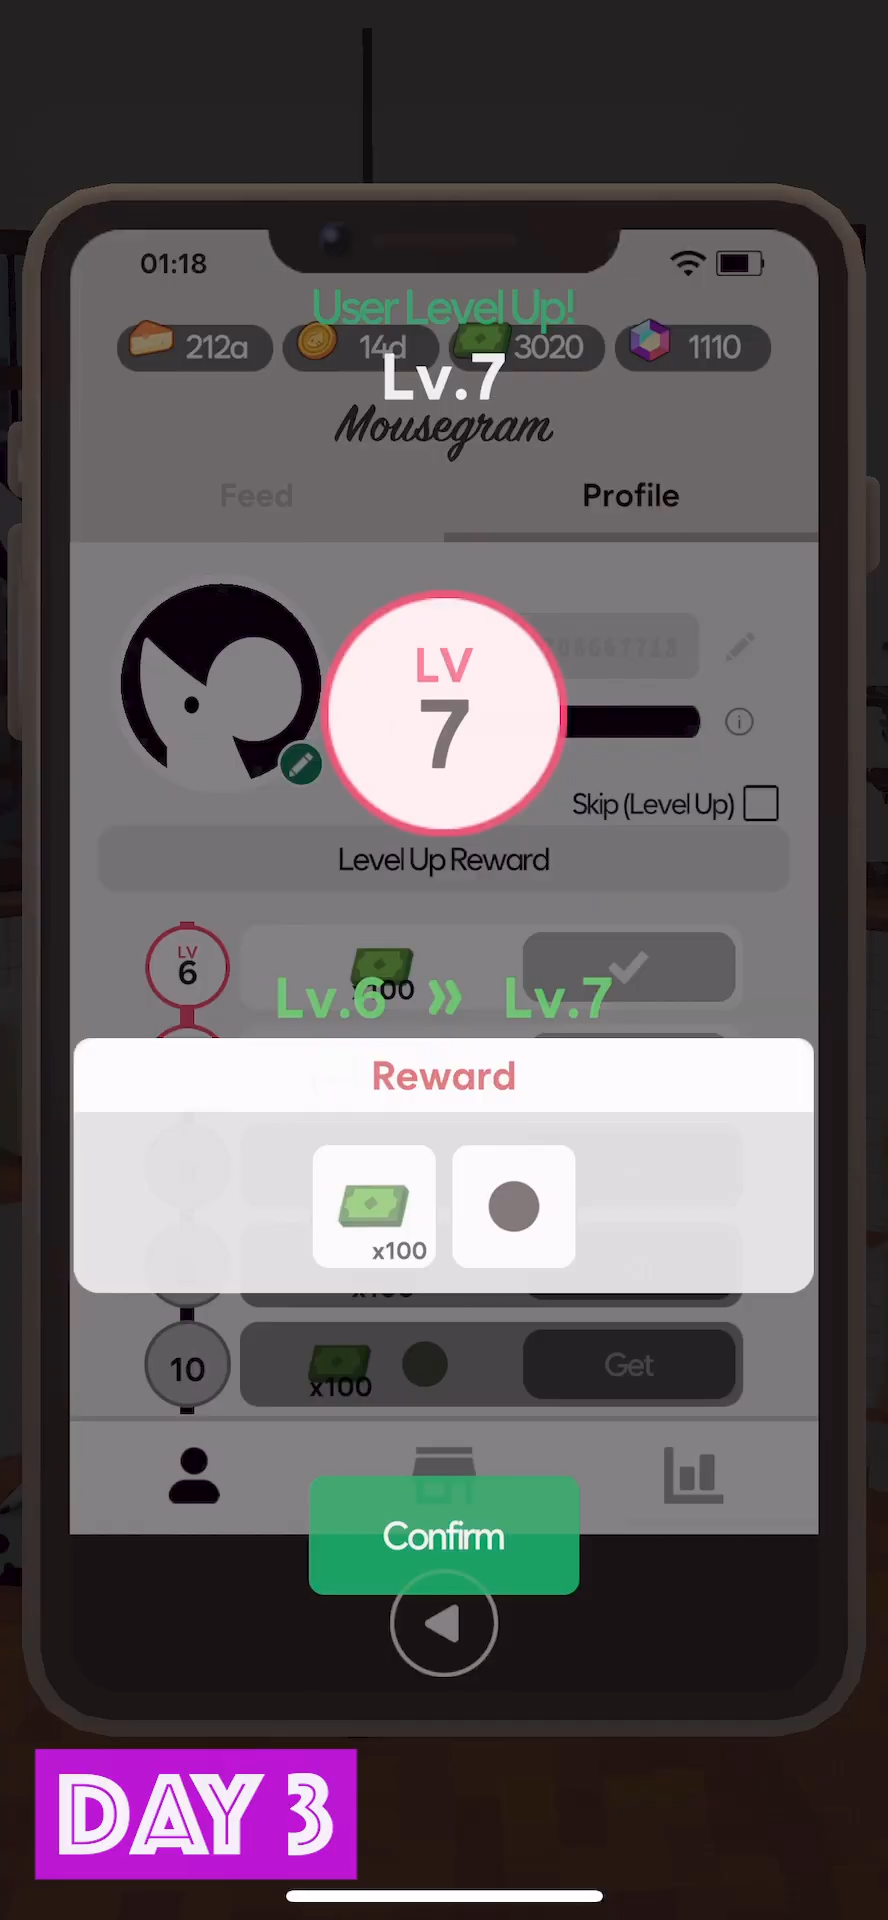 01:18
User Level Up!
212a
14d
3020
1110
Lv.7
Mousegram
Feed
Profile
LV
7
Skip (Level Up)
Level Up Reward
LV
6
x100
Lv.6 » Lv.7
Reward
x100
10
x100
Get
Confirm
DAY 3